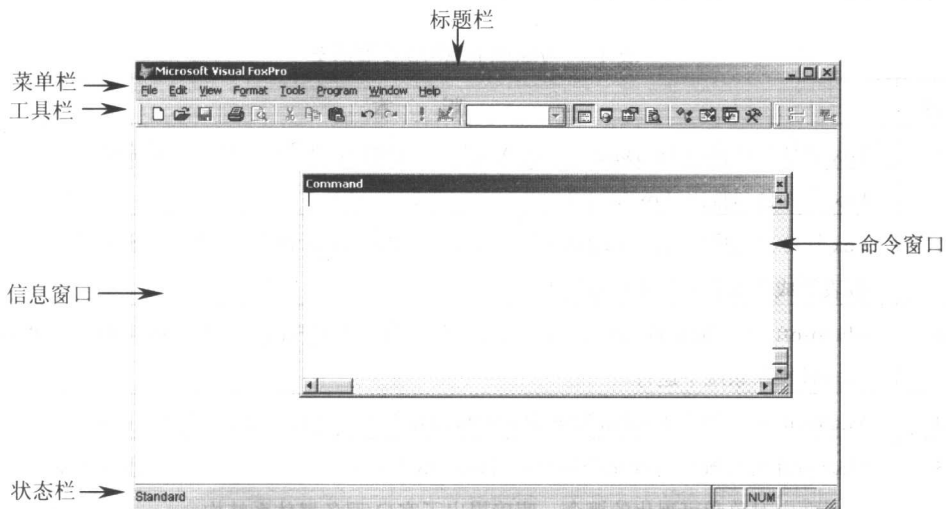 标题栏
Microsoft Visual FoxPro
菜单栏
File Edit View Format Tools Program Window Help
工具栏
Command
命令窗口
信息窗口
状态栏
Standard
NUM